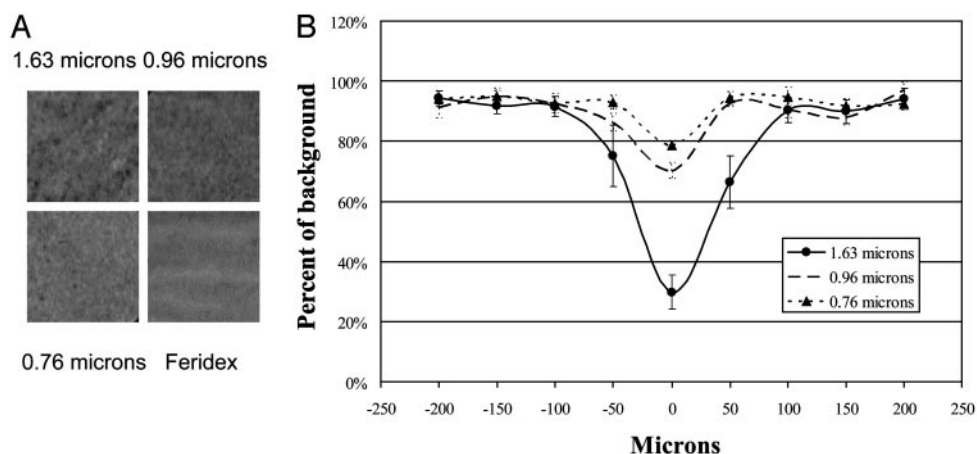 A
1.63 microns 0.96 microns
0.76 microns Feridex
B
120%
100%
80%
60%
40%
20%
0%
Percent of background
-250 -200 -150 -100 -50 0 50 100 150 200 250
Microns
1.63 microns
0.96 microns
0.76 microns